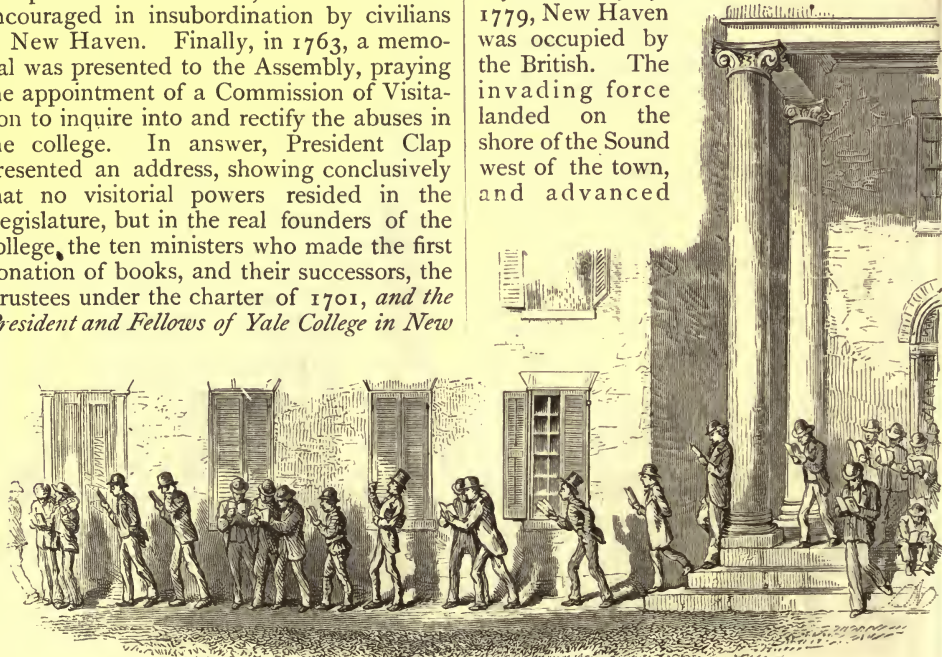 ncouraged in insubordination by civilians
New Haven. Finally, in 1763, a memo-
al was presented to the Assembly, praying
he appointment of a Commission of Visita-
on to inquire into and rectify the abuses in
he college. In answer, President Clap
resented an address, showing conclusively
hat no visitorial powers resided in the
egislature, but in the real founders of the
ollege, the ten ministers who made the first
onation of books, and their successors, the
rustees under the charter of 1701, and the
resident and Fellows of Yale College in New
1779, New Haven
was occupied by
the British. The
invading force
landed on the
shore of the Sound
west of the town,
and advanced